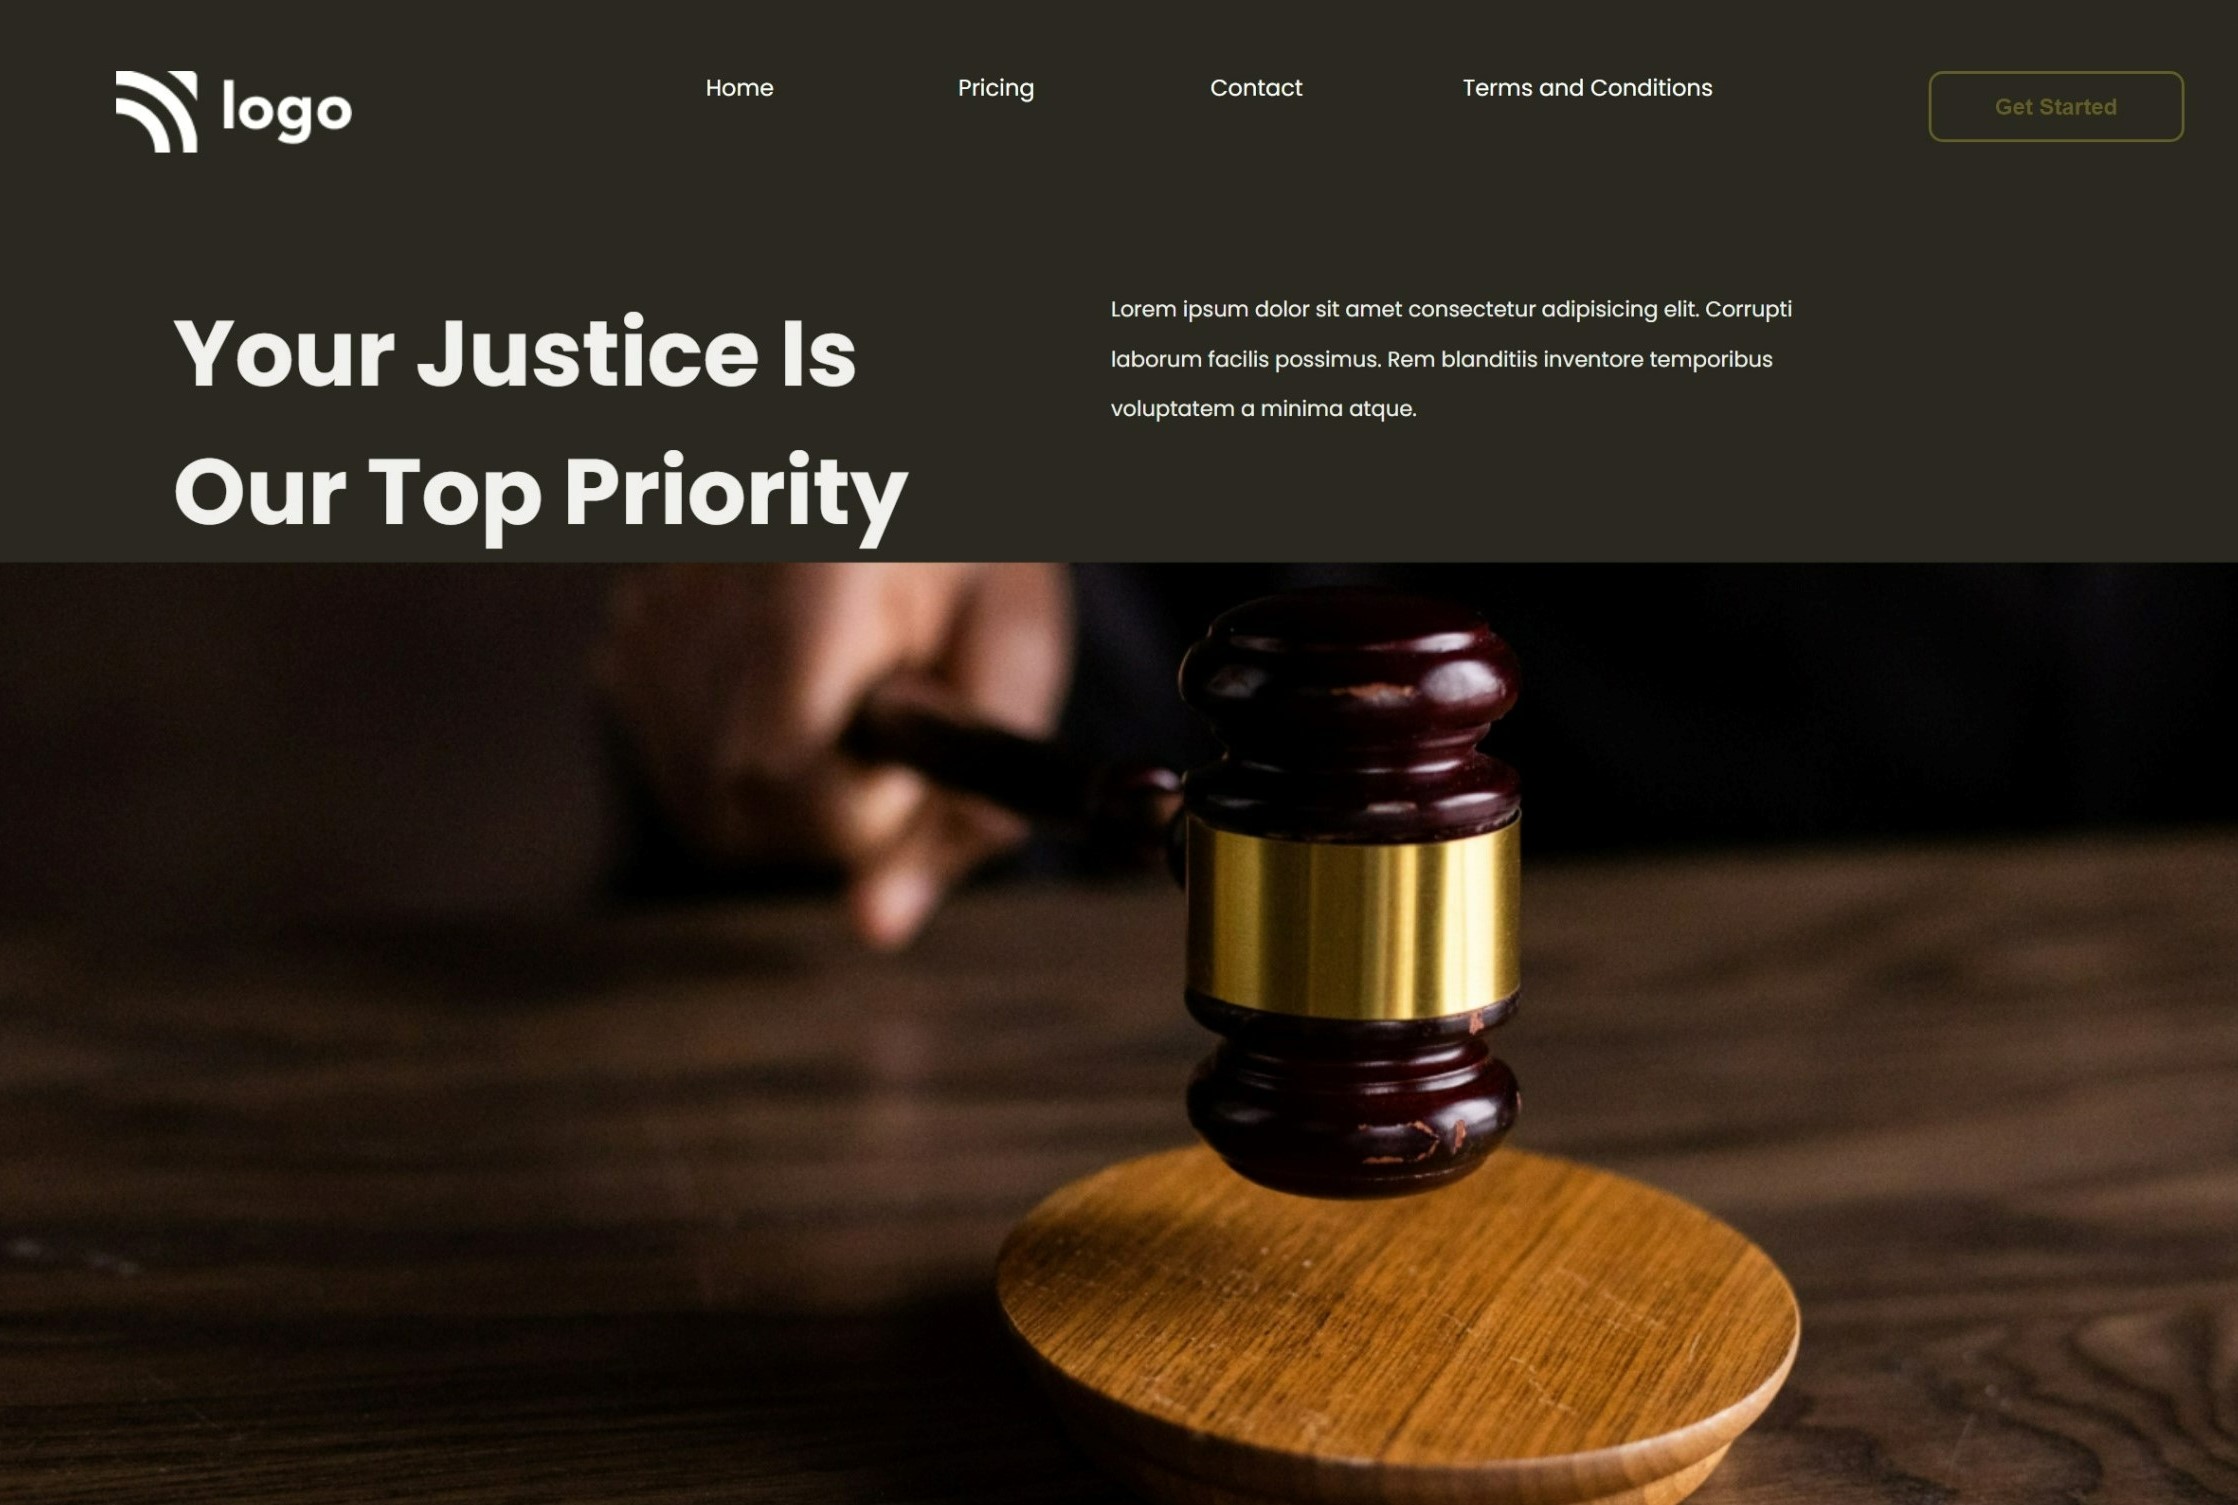 logo
Home
Pricing
Contact
Terms and Conditions
Get Started
Your Justice Is
Our Top Priority
Lorem ipsum dolor sit amet consectetur adipisicing elit. Corrupti
laborum facilis possimus. Rem blanditiis inventore temporibus
voluptatem a minima atque.